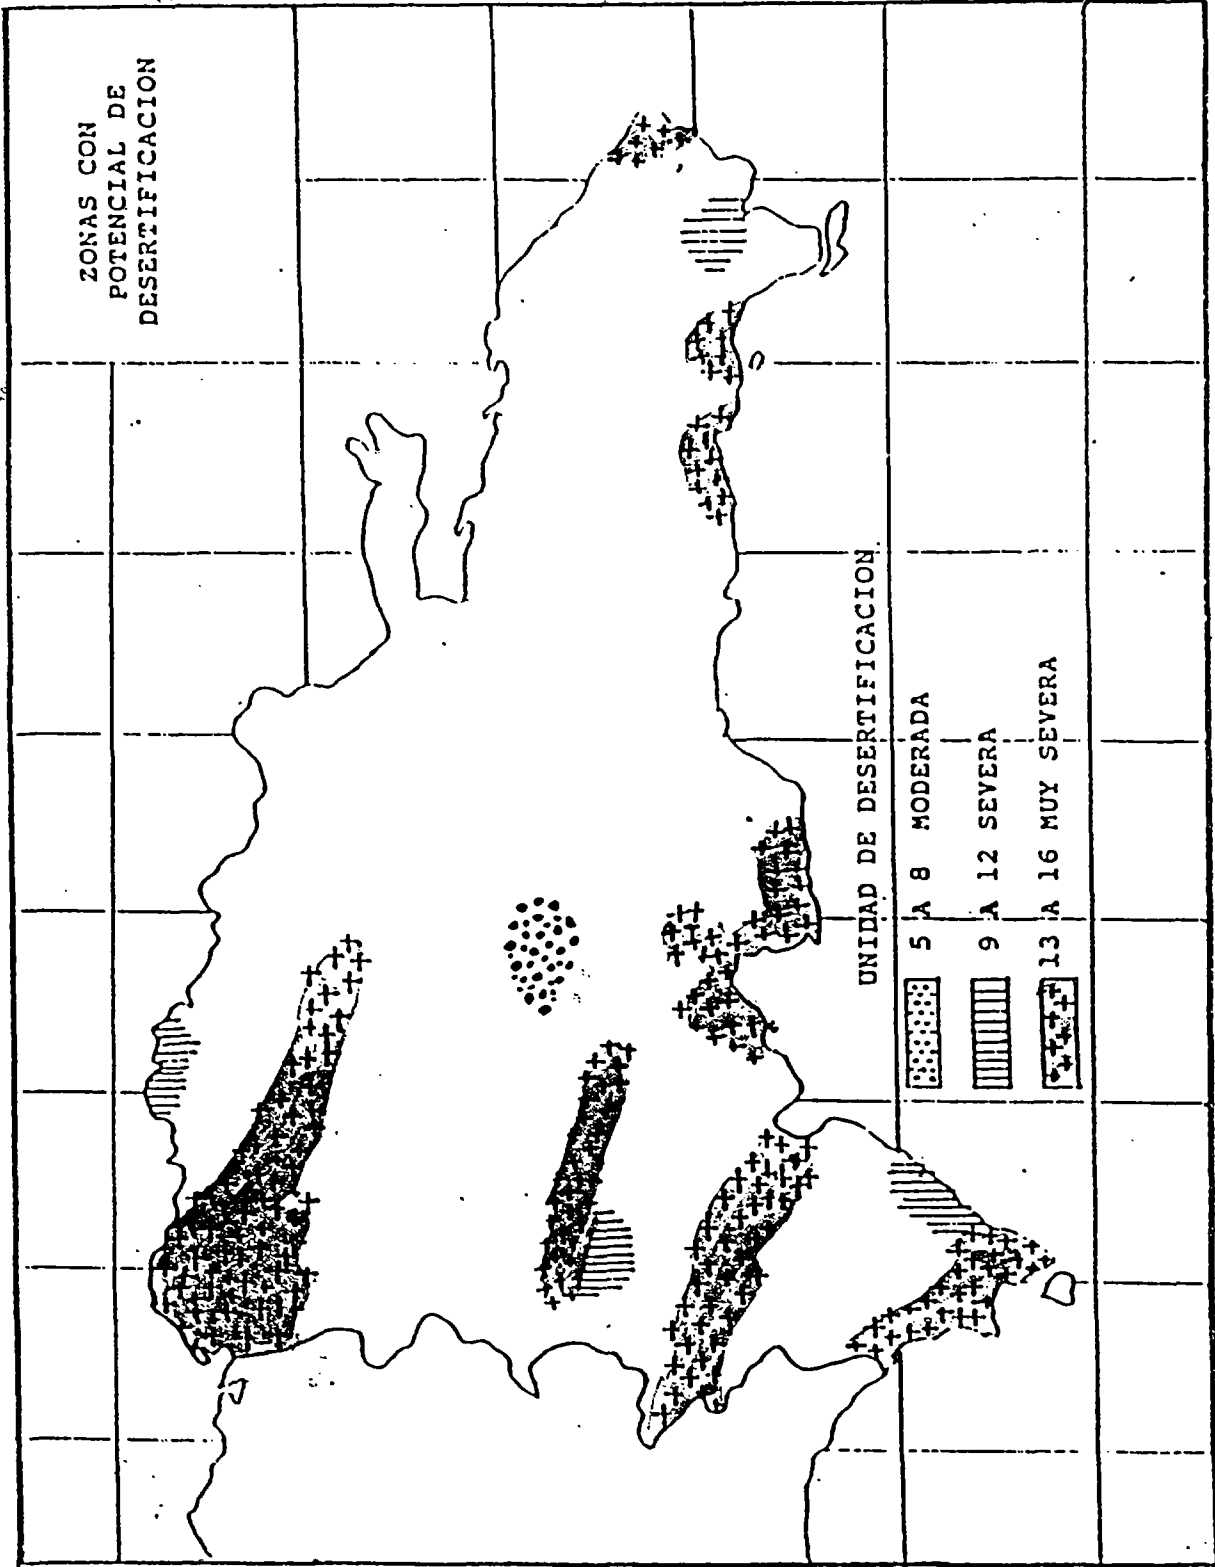 ZONAS CON
POTENCIAL DE
DESERTIFICACION
UNIDAD DE DESERTIFICACION
5 A 8 MODERADA
9 A 12 SEVERA
13 A 16 MUY SEVERA